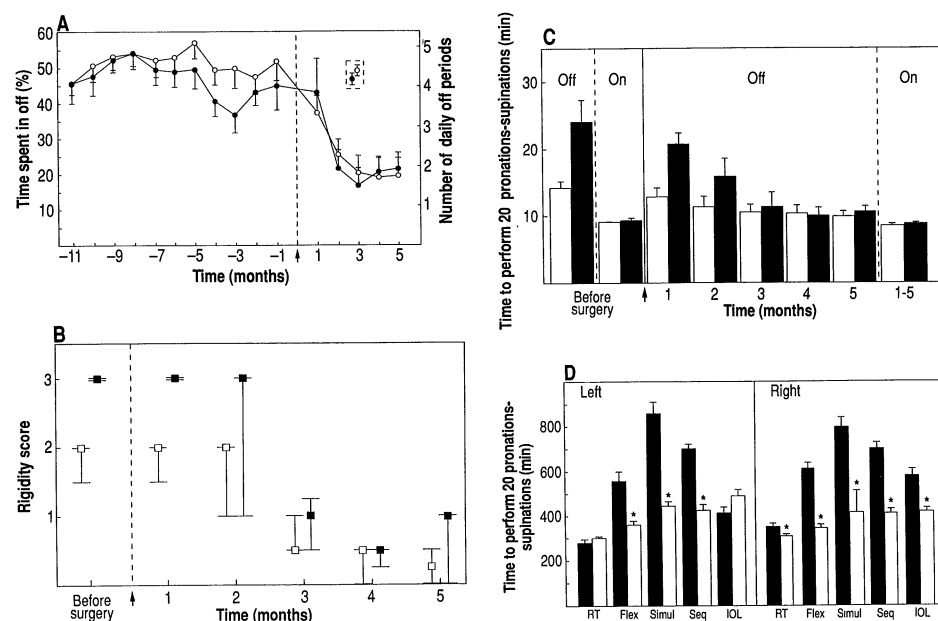 A
Time spent in off (%)
60
50
40
30
20
10
5
4
3
2
1
Number of daily off periods
–11 –9 –7 –5 –3 –1 1 3 5
Time (months)
B
Rigidity score
3
2
1
Before surgery
1 2 3 4 5
Time (months)
C
Time to perform 20 pronations-supinations (min)
30
20
10
Off On Off On
Before surgery
1 2 3 4 5 1-5
Time (months)
D
Time to perform 20 pronations-
supinations (min)
800
600
400
200
Left Right
* * * * * * * *
RT Flex Simul Seq IOL RT Flex Simul Seq IOL